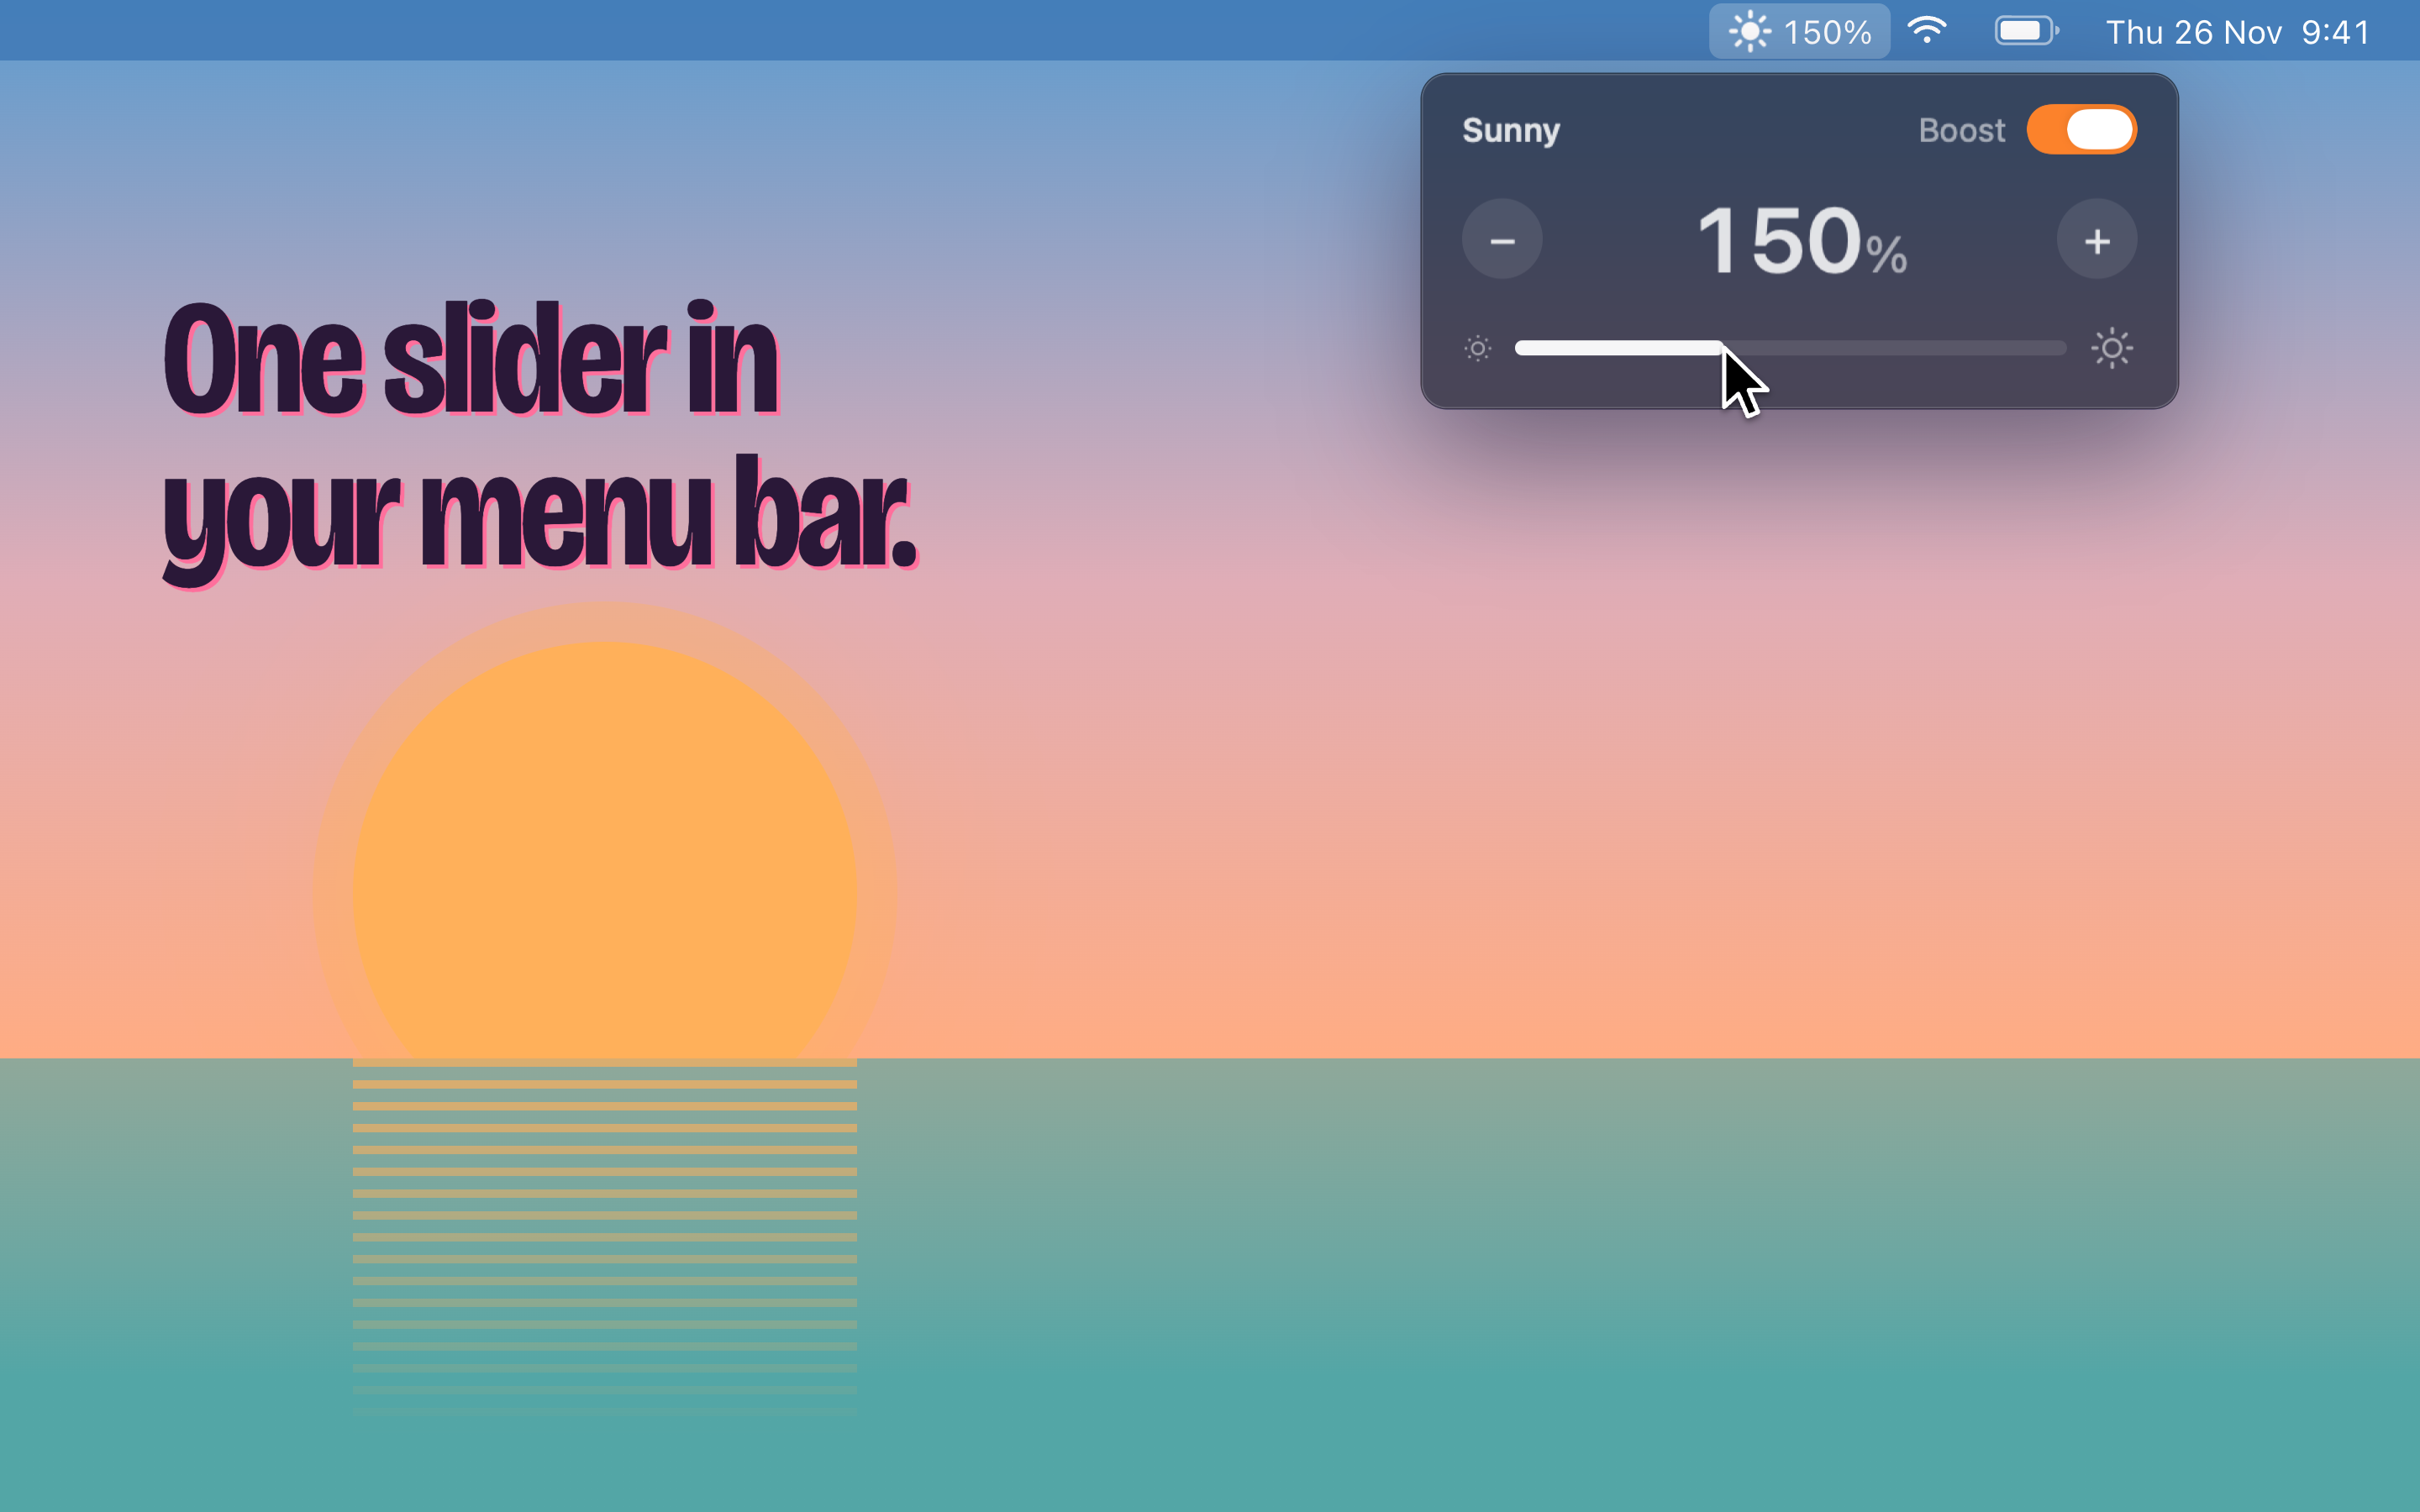 150% Thu 26 Nov 9:41
Sunny Boost
− 150% +
One slider in
your menu bar.